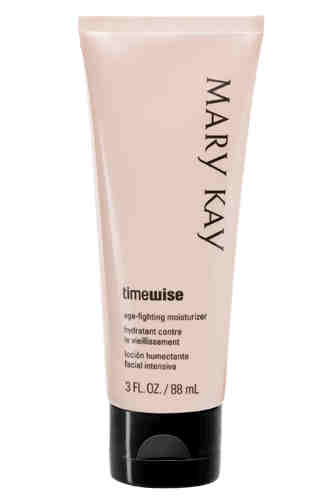 MARY KAY
timewise
age-fighting moisturizer
hydratant contre
le vieillissement
loción humectante
facial intensiva
3 FL. OZ. / 88 mL